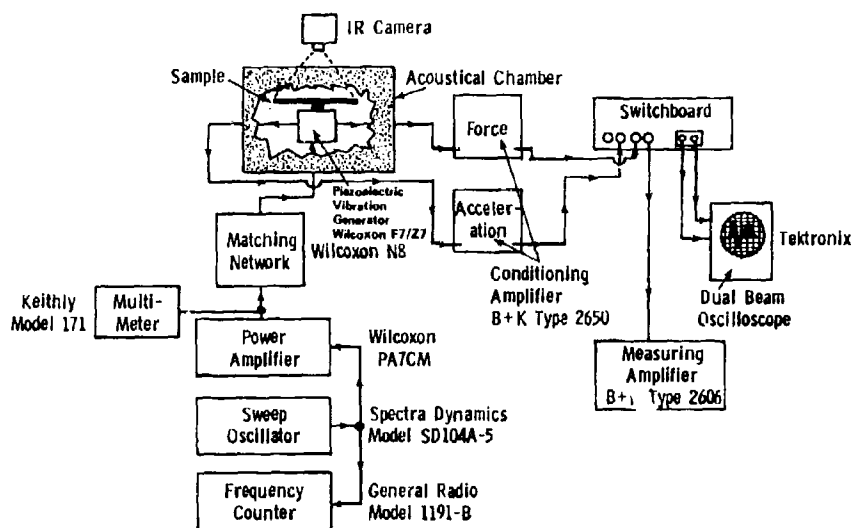 IR Camera
Sample
Acoustical Chamber
Force
Switchboard
Piezoelectric
Vibration
Generator
Wilcoxon F7/Z7
Acceler-
ation
Matching
Network
Wilcoxon N8
Conditioning
Amplifier
B+K Type 2650
Tektronix
Dual Beam
Oscilloscope
Keithly
Model 171
Multi-
Meter
Power
Amplifier
Wilcoxon
PA7CM
Measuring
Amplifier
Type 2606
Sweep
Oscillator
Spectra Dynamics
Model SD104A-5
Frequency
Counter
General Radio
Model 1191-B